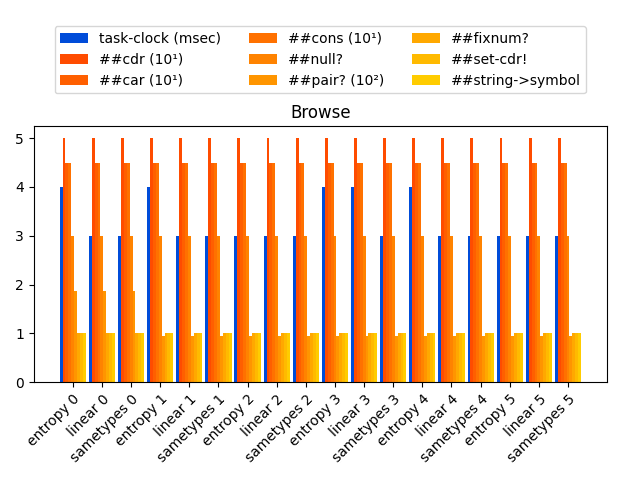 task-clock (msec)
##cdr (10¹)
##car (10¹)
##cons (10¹)
##null?
##pair? (10²)
##fixnum?
##set-cdr!
##string->symbol
Browse
5
4
3
2
1
0
entropy 0
linear 0
sametypes 0
entropy 1
linear 1
sametypes 1
entropy 2
linear 2
sametypes 2
entropy 3
linear 3
sametypes 3
entropy 4
linear 4
sametypes 4
entropy 5
linear 5
sametypes 5